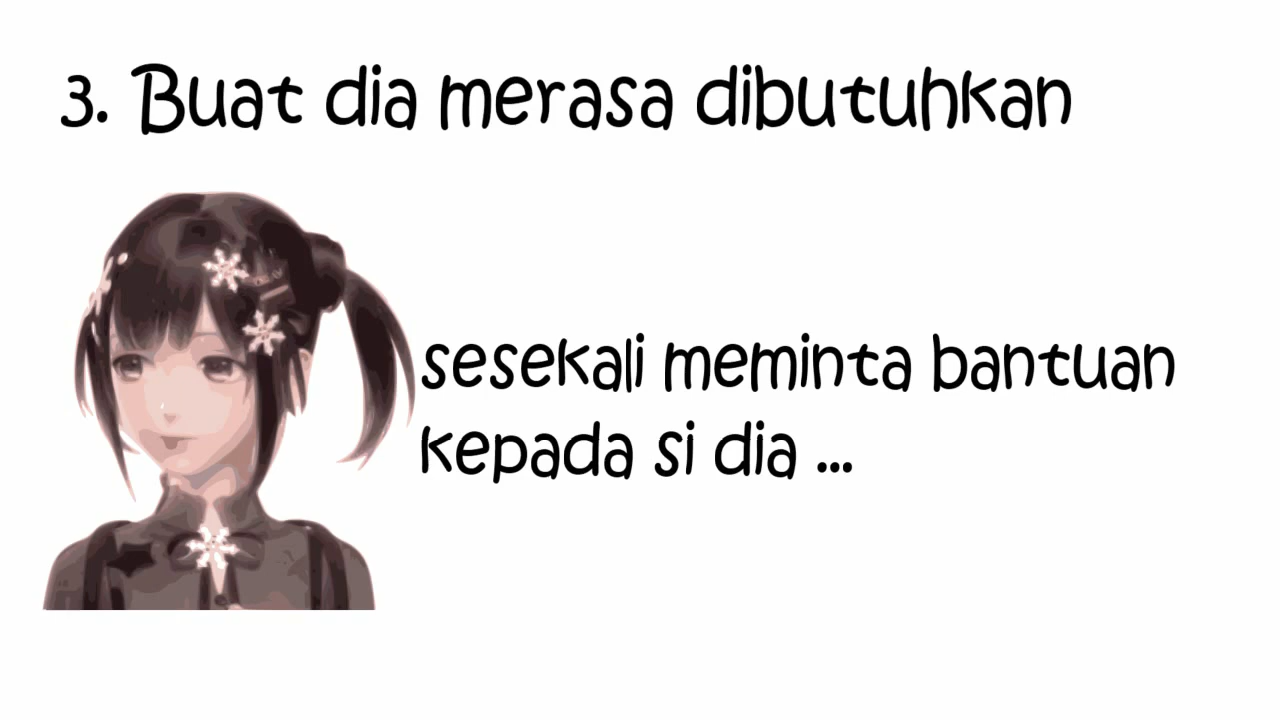 3. Buat dia merasa dibutuhkan
sesekali meminta bantuan
kepada si dia ...